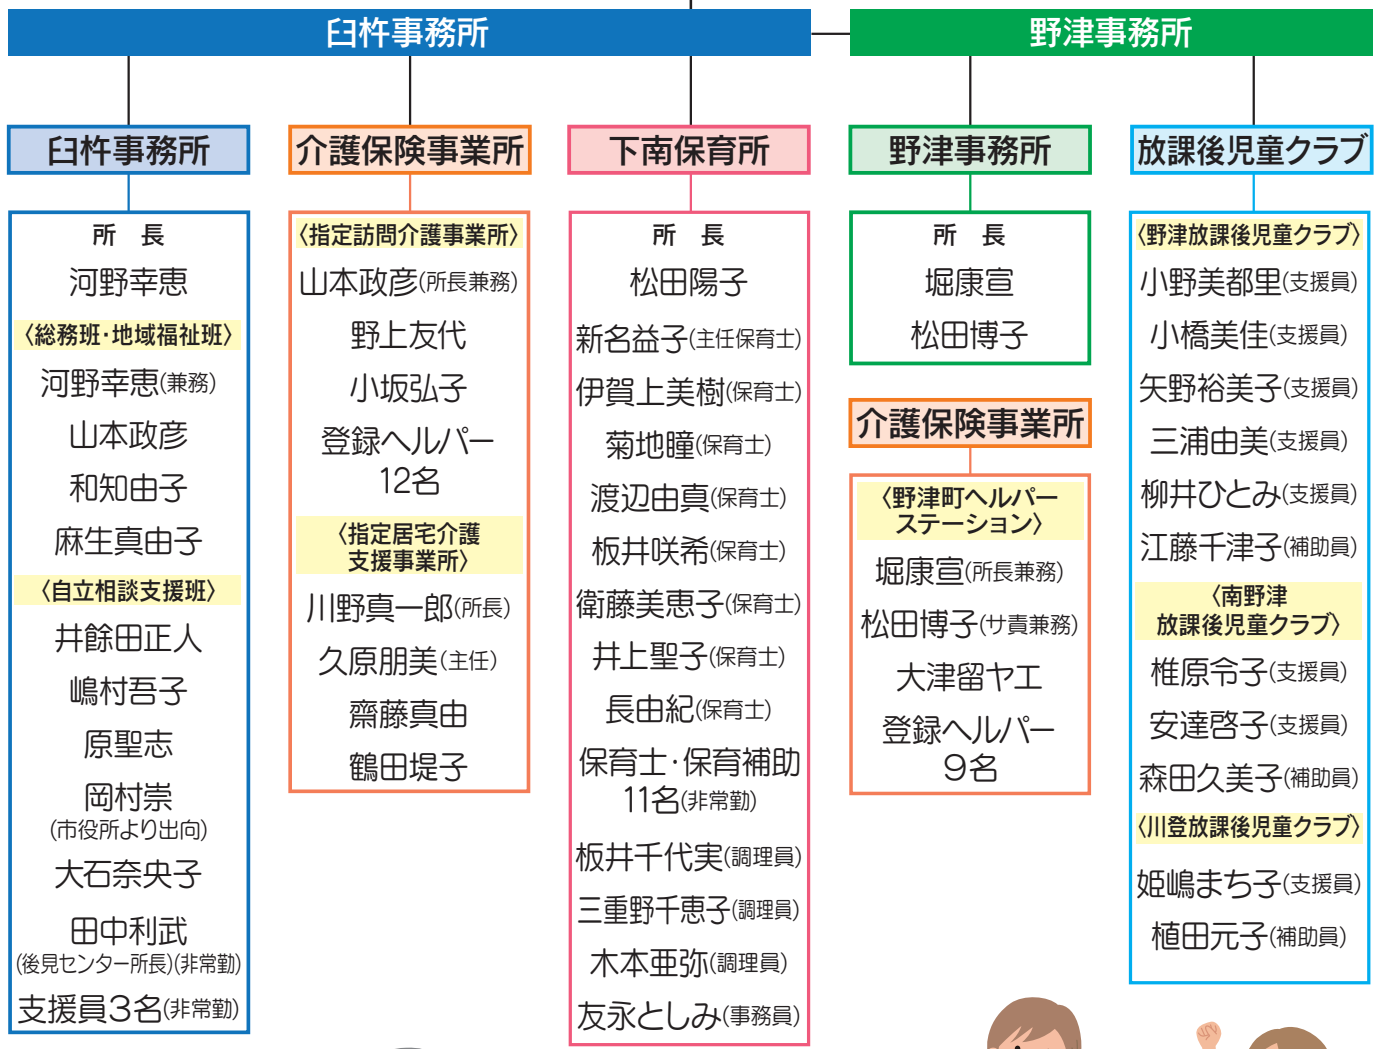 臼杵事務所
臼杵事務所
所 長
河野幸恵
〈総務班･地域福祉班〉
河野幸恵(兼務)
山本政彦
和知由子
麻生真由子
〈自立相談支援班〉
井餘田正人
嶋村吾子
原聖志
岡村崇
(市役所より出向)
大石奈央子
田中利武
(後見センター所長)(非常勤)
支援員3名(非常勤)
介護保険事業所
〈指定訪問介護事業所〉
山本政彦(所長兼務)
野上友代
小坂弘子
登録ヘルパー
12名
〈指定居宅介護
支援事業所〉
川野真一郎(所長)
久原朋美(主任)
齋藤真由
鶴田堤子
下南保育所
所 長
松田陽子
新名益子(主任保育士)
伊賀上美樹(保育士)
菊地瞳(保育士)
渡辺由真(保育士)
板井咲希(保育士)
衛藤美恵子(保育士)
井上聖子(保育士)
長由紀(保育士)
保育士･保育補助
11名(非常勤)
板井千代実(調理員)
三重野千恵子(調理員)
木本亜弥(調理員)
友永としみ(事務員)
野津事務所
野津事務所
所 長
堀康宣
松田博子
介護保険事業所
〈野津町ヘルパー
ステーション〉
堀康宣(所長兼務)
松田博子(サ責兼務)
大津留ヤエ
登録ヘルパー
9名
放課後児童クラブ
〈野津放課後児童クラブ〉
小野美都里(支援員)
小橋美佳(支援員)
矢野裕美子(支援員)
三浦由美(支援員)
柳井ひとみ(支援員)
江藤千津子(補助員)
〈南野津
放課後児童クラブ〉
椎原令子(支援員)
安達啓子(支援員)
森田久美子(補助員)
〈川登放課後児童クラブ〉
姫嶋まち子(支援員)
植田元子(補助員)